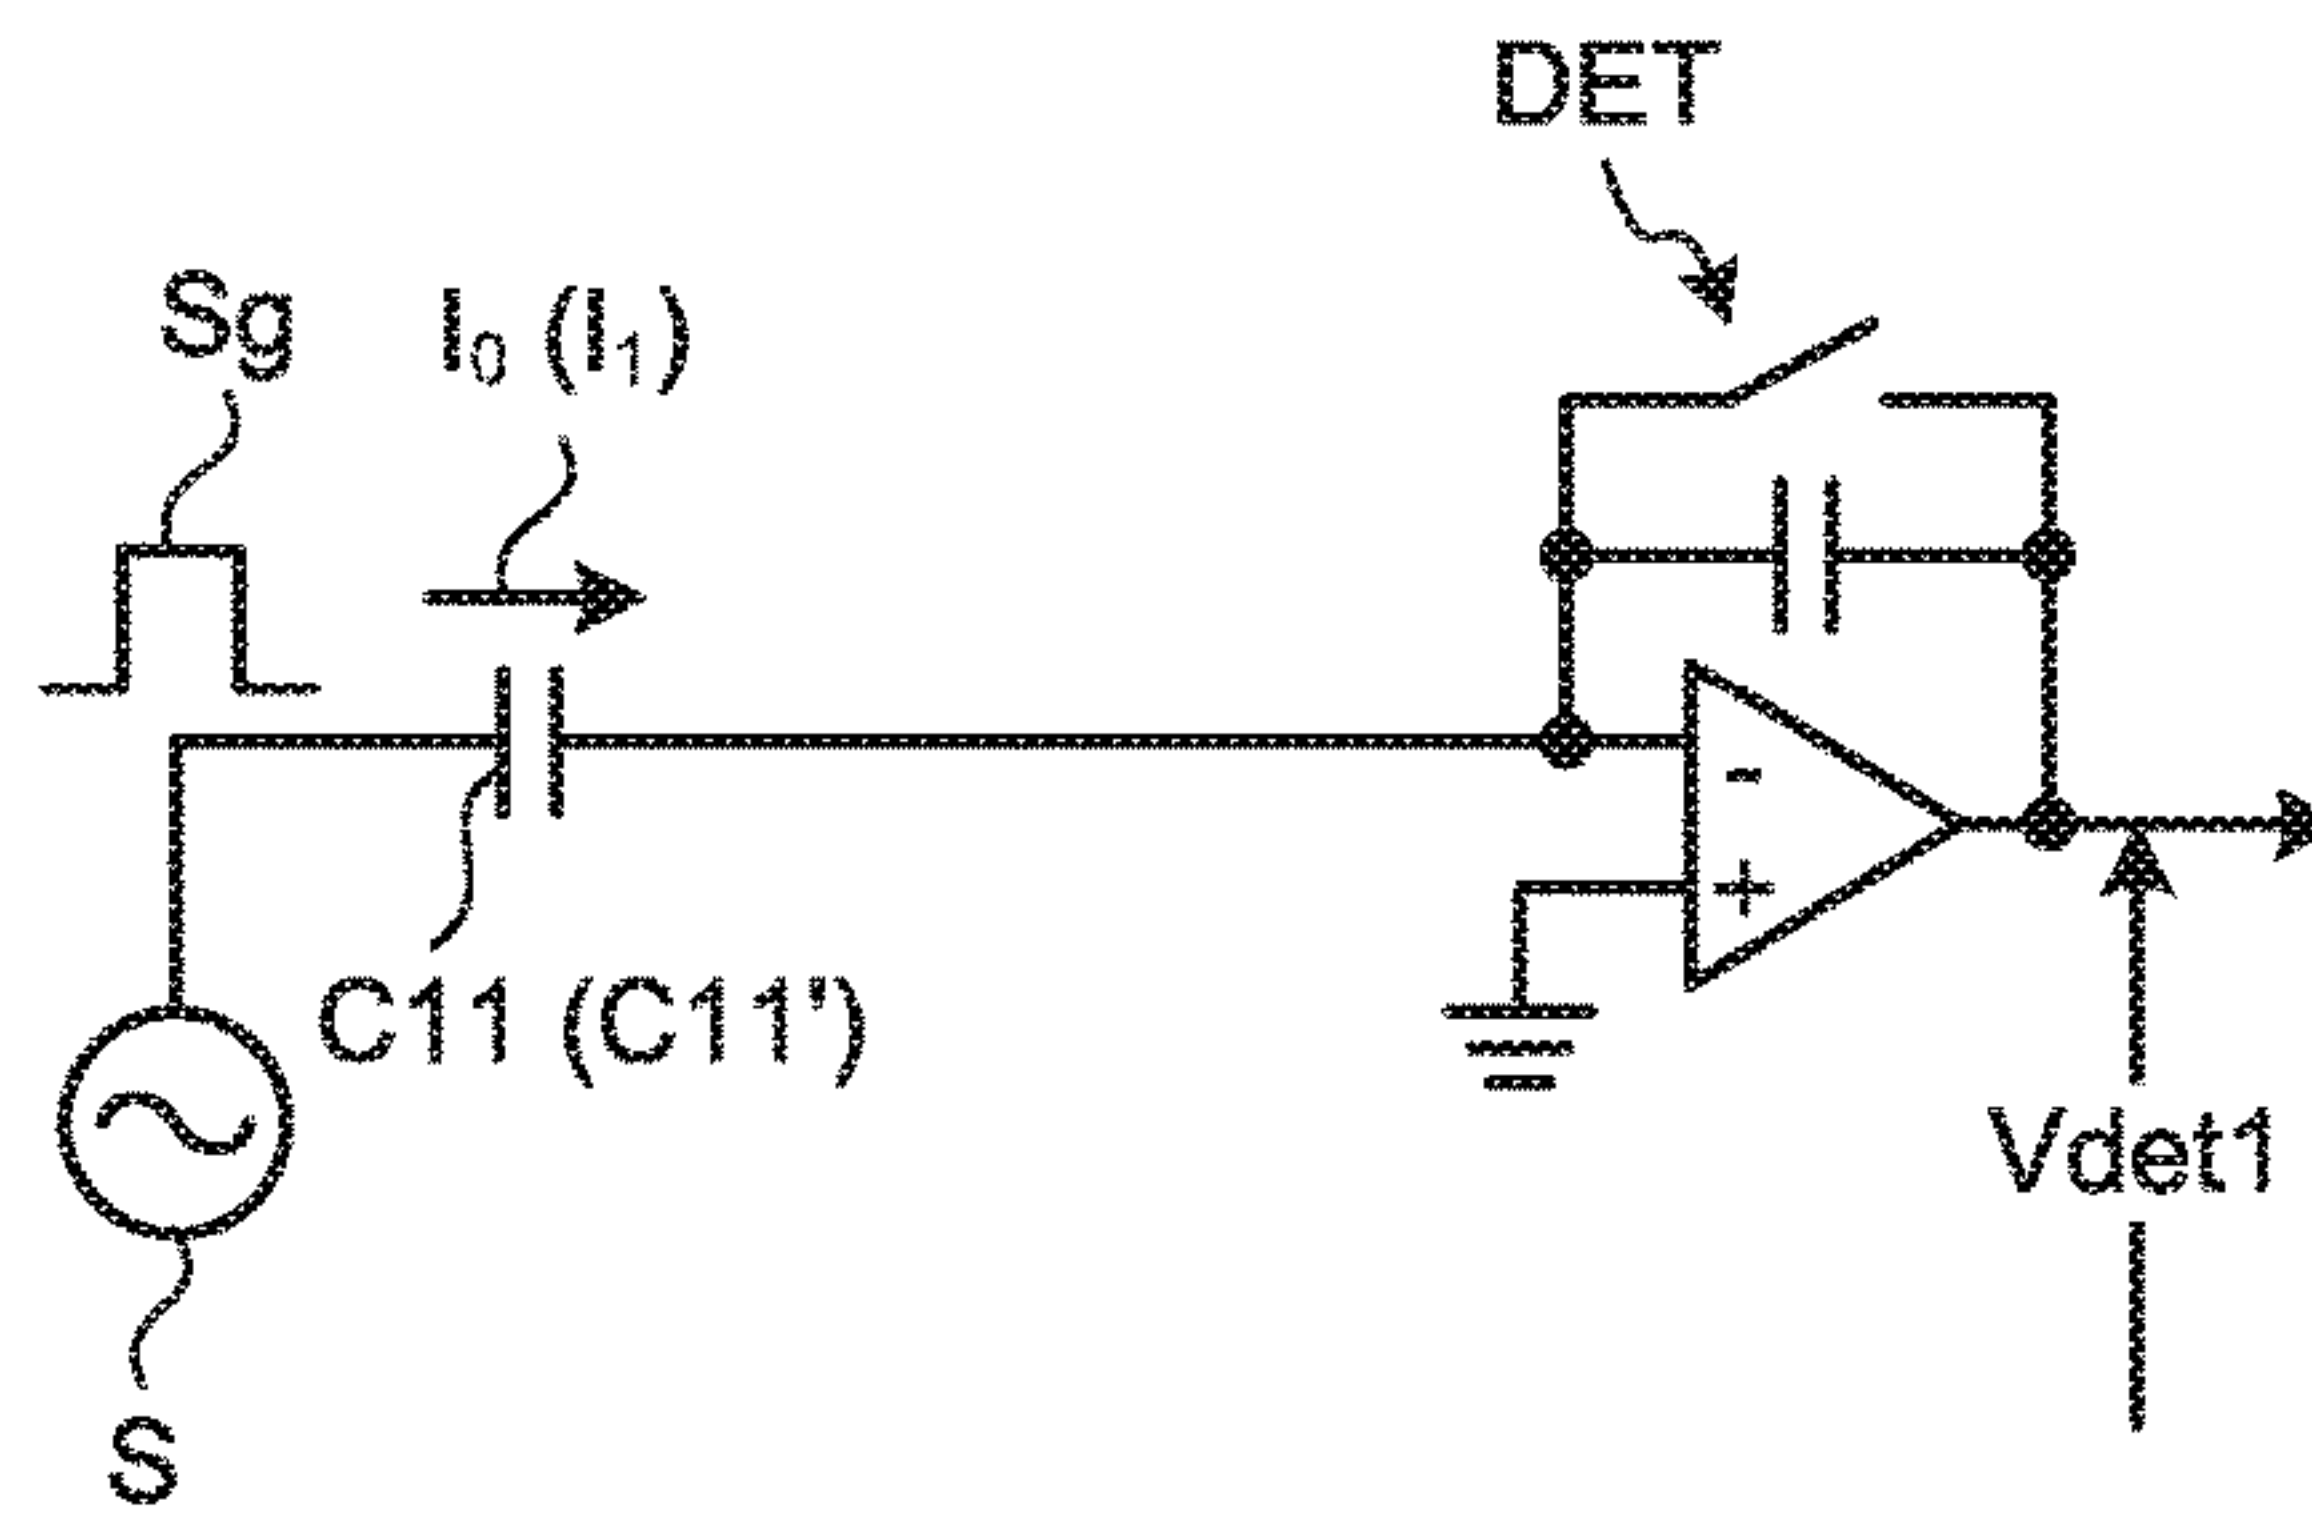 DET
Sg
I₀ (I₁)
-
+
C11 (C11')
Vdet1
S